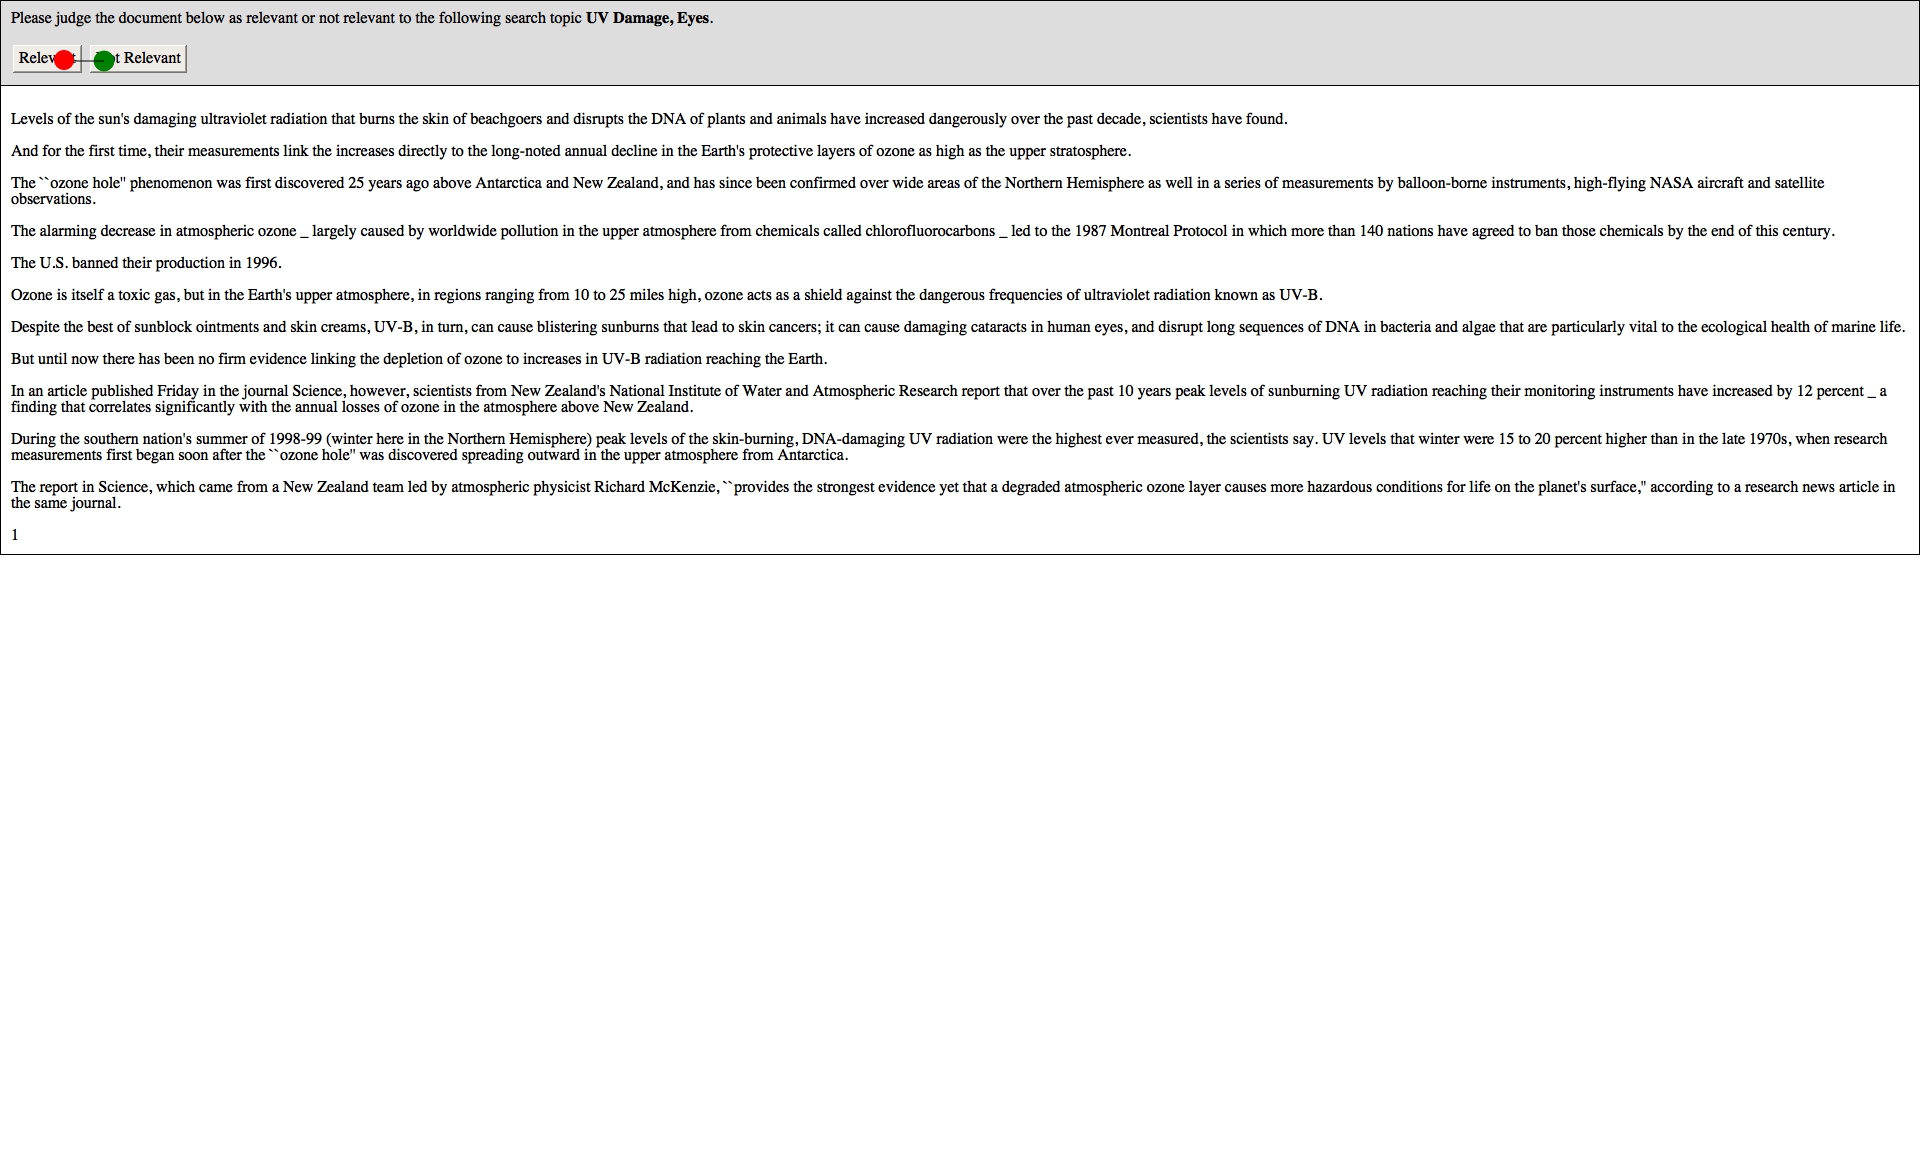 Please judge the document below as relevant or not relevant to the following search topic UV Damage, Eyes.
Relev t Relevant
Levels of the sun's damaging ultraviolet radiation that burns the skin of beachgoers and disrupts the DNA of plants and animals have increased dangerously over the past decade, scientists have found.
And for the first time, their measurements link the increases directly to the long-noted annual decline in the Earth's protective layers of ozone as high as the upper stratosphere.
The ``ozone hole'' phenomenon was first discovered 25 years ago above Antarctica and New Zealand, and has since been confirmed over wide areas of the Northern Hemisphere as well in a series of measurements by balloon-borne instruments, high-flying NASA aircraft and satellite
observations.
The alarming decrease in atmospheric ozone _ largely caused by worldwide pollution in the upper atmosphere from chemicals called chlorofluorocarbons _ led to the 1987 Montreal Protocol in which more than 140 nations have agreed to ban those chemicals by the end of this century.
The U.S. banned their production in 1996.
Ozone is itself a toxic gas, but in the Earth's upper atmosphere, in regions ranging from 10 to 25 miles high, ozone acts as a shield against the dangerous frequencies of ultraviolet radiation known as UV-B.
Despite the best of sunblock ointments and skin creams, UV-B, in turn, can cause blistering sunburns that lead to skin cancers; it can cause damaging cataracts in human eyes, and disrupt long sequences of DNA in bacteria and algae that are particularly vital to the ecological health of marine life.
But until now there has been no firm evidence linking the depletion of ozone to increases in UV-B radiation reaching the Earth.
In an article published Friday in the journal Science, however, scientists from New Zealand's National Institute of Water and Atmospheric Research report that over the past 10 years peak levels of sunburning UV radiation reaching their monitoring instruments have increased by 12 percent _ a
finding that correlates significantly with the annual losses of ozone in the atmosphere above New Zealand.
During the southern nation's summer of 1998-99 (winter here in the Northern Hemisphere) peak levels of the skin-burning, DNA-damaging UV radiation were the highest ever measured, the scientists say. UV levels that winter were 15 to 20 percent higher than in the late 1970s, when research
measurements first began soon after the ``ozone hole'' was discovered spreading outward in the upper atmosphere from Antarctica.
The report in Science, which came from a New Zealand team led by atmospheric physicist Richard McKenzie, ``provides the strongest evidence yet that a degraded atmospheric ozone layer causes more hazardous conditions for life on the planet's surface,'' according to a research news article in
the same journal.
1